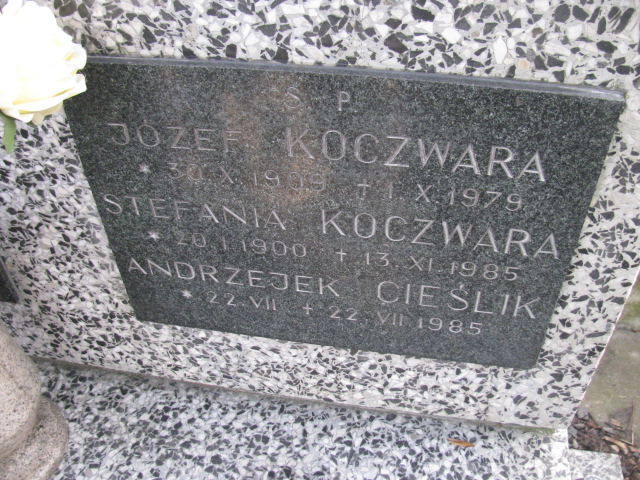 Ś P
JÓZEF KOCZWARA
* 30.X.1909 † 1.X.1979
STEFANIA KOCZWARA
* 20.I.1900 † 13.XI.1985
ANDRZEJEK CIEŚLIK
* 22.VII † 22.VII 1985